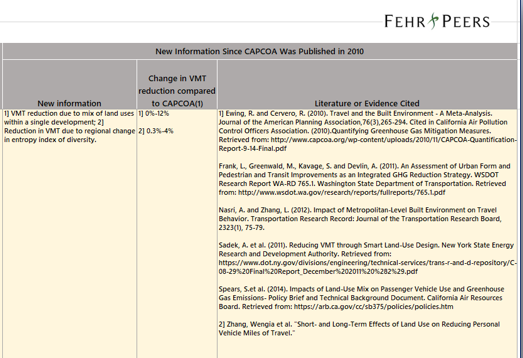 FEHR PEERS
New Information Since CAPCOA Was Published in 2010
New information
Change in VMT
reduction compared
to CAPCOA(1)
Literature or Evidence Cited
1] VMT reduction due to mix of land uses
within a single development; 2]
Reduction in VMT due to regional change
in entropy index of diversity.
1] 0%-12%
2] 0.3%-4%
1] Ewing, R. and Cervero, R. (2010). Travel and the Built Environment - A Meta-Analysis.
Journal of the American Planning Association,76(3),265-294. Cited in California Air Pollution
Control Officers Association. (2010).Quantifying Greenhouse Gas Mitigation Measures.
Retrieved from: http://www.capcoa.org/wp-content/uploads/2010/11/CAPCOA-Quantification-
Report-9-14-Final.pdf
Frank, L., Greenwald, M., Kavage, S. and Devlin, A. (2011). An Assessment of Urban Form and
Pedestrian and Transit Improvements as an Integrated GHG Reduction Strategy. WSDOT
Research Report WA-RD 765.1. Washington State Department of Transportation. Retrieved
from: http://www.wsdot.wa.gov/research/reports/fullreports/765.1.pdf
Nasri, A. and Zhang, L. (2012). Impact of Metropolitan-Level Built Environment on Travel
Behavior. Transportation Research Record: Journal of the Transportation Research Board,
2323(1), 75-79.
Sadek, A. et al. (2011). Reducing VMT through Smart Land-Use Design. New York State Energy
Research and Development Authority. Retrieved from:
https://www.dot.ny.gov/divisions/engineering/technical-services/trans-r-and-d-repository/C-
08-29%20Final%20Report_December%202011%20%282%29.pdf
Spears, S.et al. (2014). Impacts of Land-Use Mix on Passenger Vehicle Use and Greenhouse
Gas Emissions- Policy Brief and Technical Background Document. California Air Resources
Board. Retrieved from: https://arb.ca.gov/cc/sb375/policies/policies.htm
2] Zhang, Wengia et al. "Short- and Long-Term Effects of Land Use on Reducing Personal
Vehicle Miles of Travel."